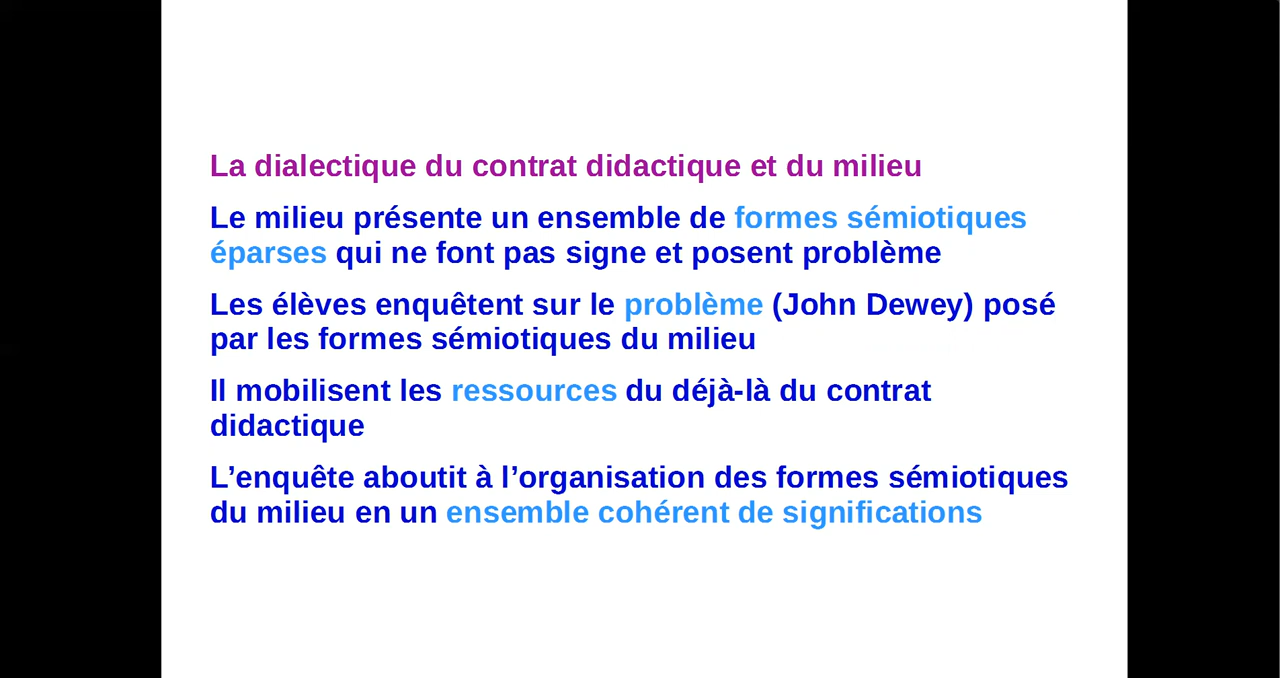 La dialectique du contrat didactique et du milieu
Le milieu présente un ensemble de formes sémiotiques
éparses qui ne font pas signe et posent problème
Les élèves enquêtent sur le problème (John Dewey) posé
par les formes sémiotiques du milieu
Il mobilisent les ressources du déjà-là du contrat
didactique
L’enquête aboutit à l’organisation des formes sémiotiques
du milieu en un ensemble cohérent de significations